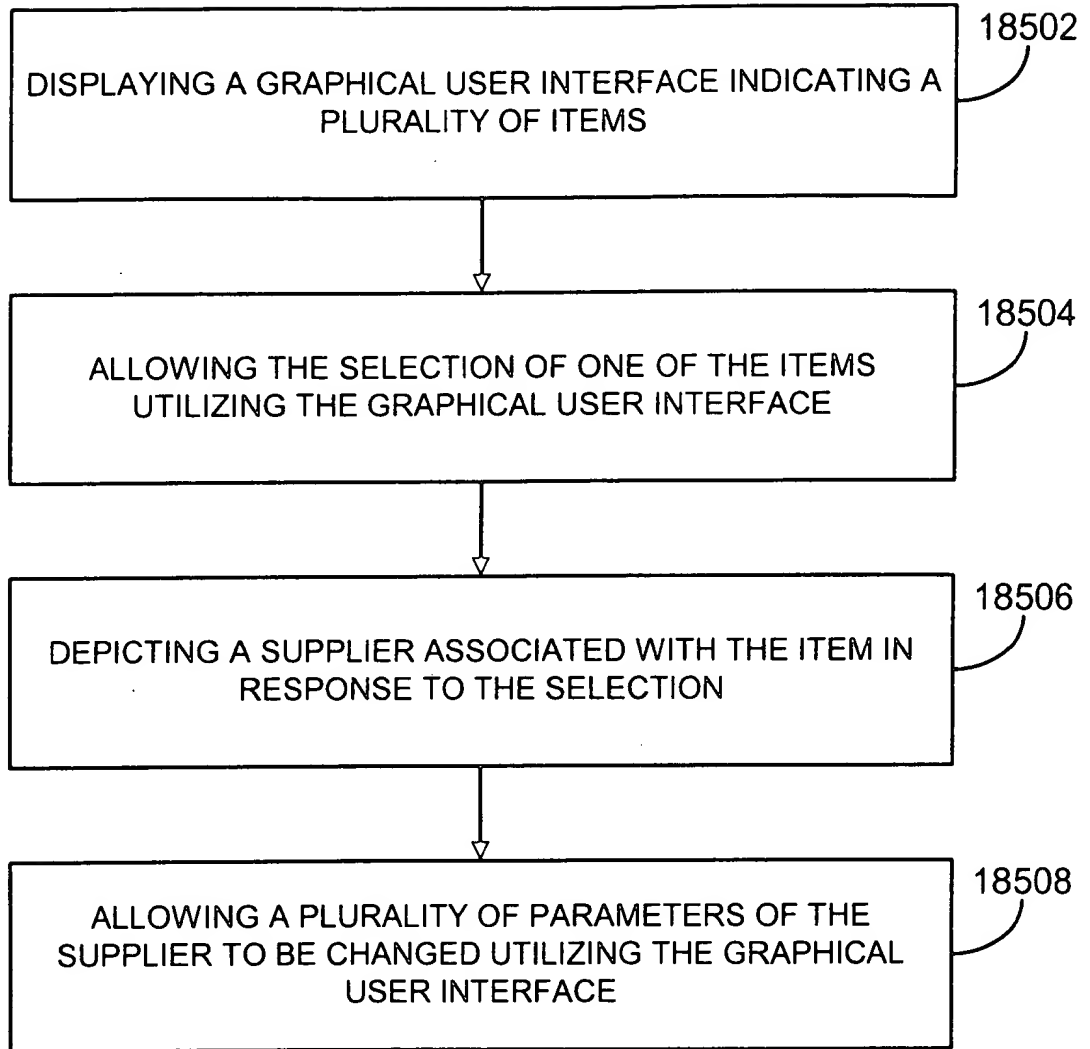 18502
DISPLAYING A GRAPHICAL USER INTERFACE INDICATING A
PLURALITY OF ITEMS
18504
ALLOWING THE SELECTION OF ONE OF THE ITEMS
UTILIZING THE GRAPHICAL USER INTERFACE
18506
DEPICTING A SUPPLIER ASSOCIATED WITH THE ITEM IN
RESPONSE TO THE SELECTION
18508
ALLOWING A PLURALITY OF PARAMETERS OF THE
SUPPLIER TO BE CHANGED UTILIZING THE GRAPHICAL
USER INTERFACE